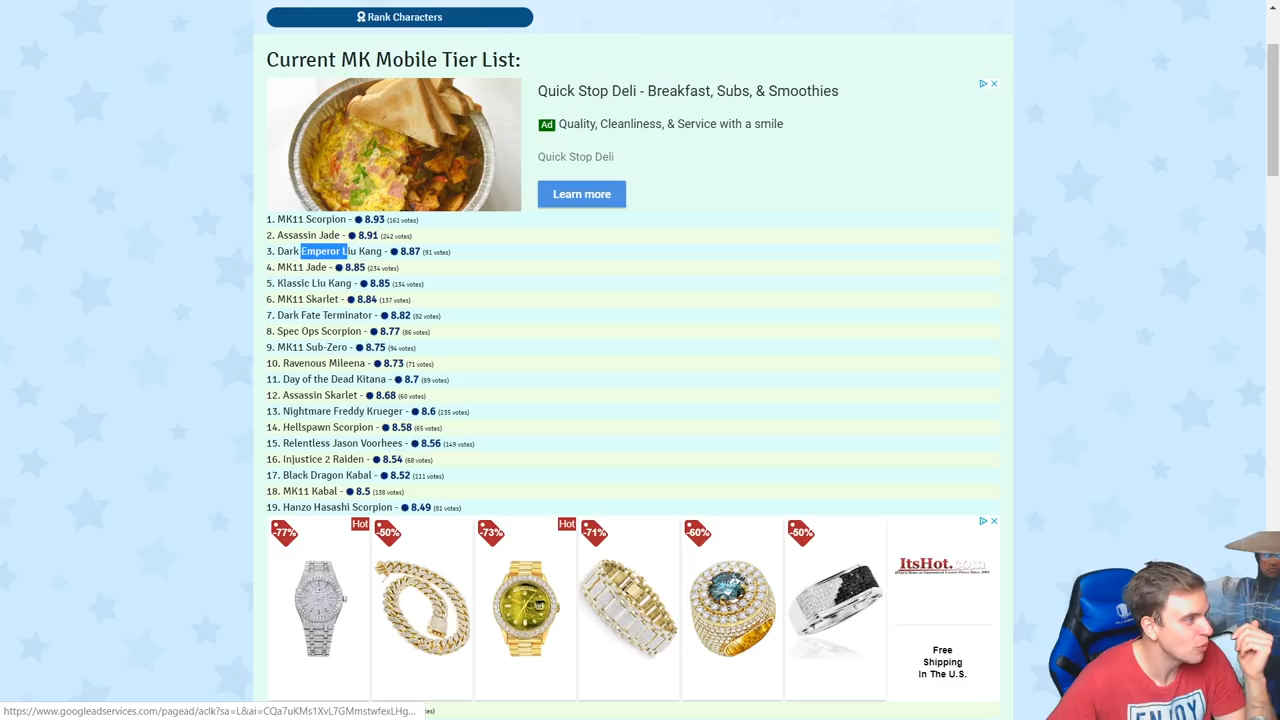 Rank Characters
Current MK Mobile Tier List:
Quick Stop Deli - Breakfast, Subs, & Smoothies
Ad Quality, Cleanliness, & Service with a smile
Quick Stop Deli
Learn more
1. MK11 Scorpion - 8.93 (161 votes)
2. Assassin Jade - 8.91 (242 votes)
3. Dark Emperor Liu Kang - 8.87 (91 votes)
4. MK11 Jade - 8.85 (234 votes)
5. Klassic Liu Kang - 8.85 (134 votes)
6. MK11 Skarlet - 8.84 (137 votes)
7. Dark Fate Terminator - 8.82 (82 votes)
8. Spec Ops Scorpion - 8.77 (86 votes)
9. MK11 Sub-Zero - 8.75 (94 votes)
10. Ravenous Mileena - 8.73 (71 votes)
11. Day of the Dead Kitana - 8.7 (89 votes)
12. Assassin Skarlet - 8.68 (60 votes)
13. Nightmare Freddy Krueger - 8.6 (235 votes)
14. Hellspawn Scorpion - 8.58 (65 votes)
15. Relentless Jason Voorhees - 8.56 (149 votes)
16. Injustice 2 Raiden - 8.54 (68 votes)
17. Black Dragon Kabal - 8.52 (111 votes)
18. MK11 Kabal - 8.5 (138 votes)
19. Hanzo Hasashi Scorpion - 8.49 (81 votes)
-77% Hot -50% -73% Hot -71% -60% -50%
ItsHot.com
Free
Shipping
In The U.S.
https://www.googleadservices.com/pagead/aclk?sa=L&ai=CQa7uKMs1XvL7GMmstwfexLHg...
ENJOY